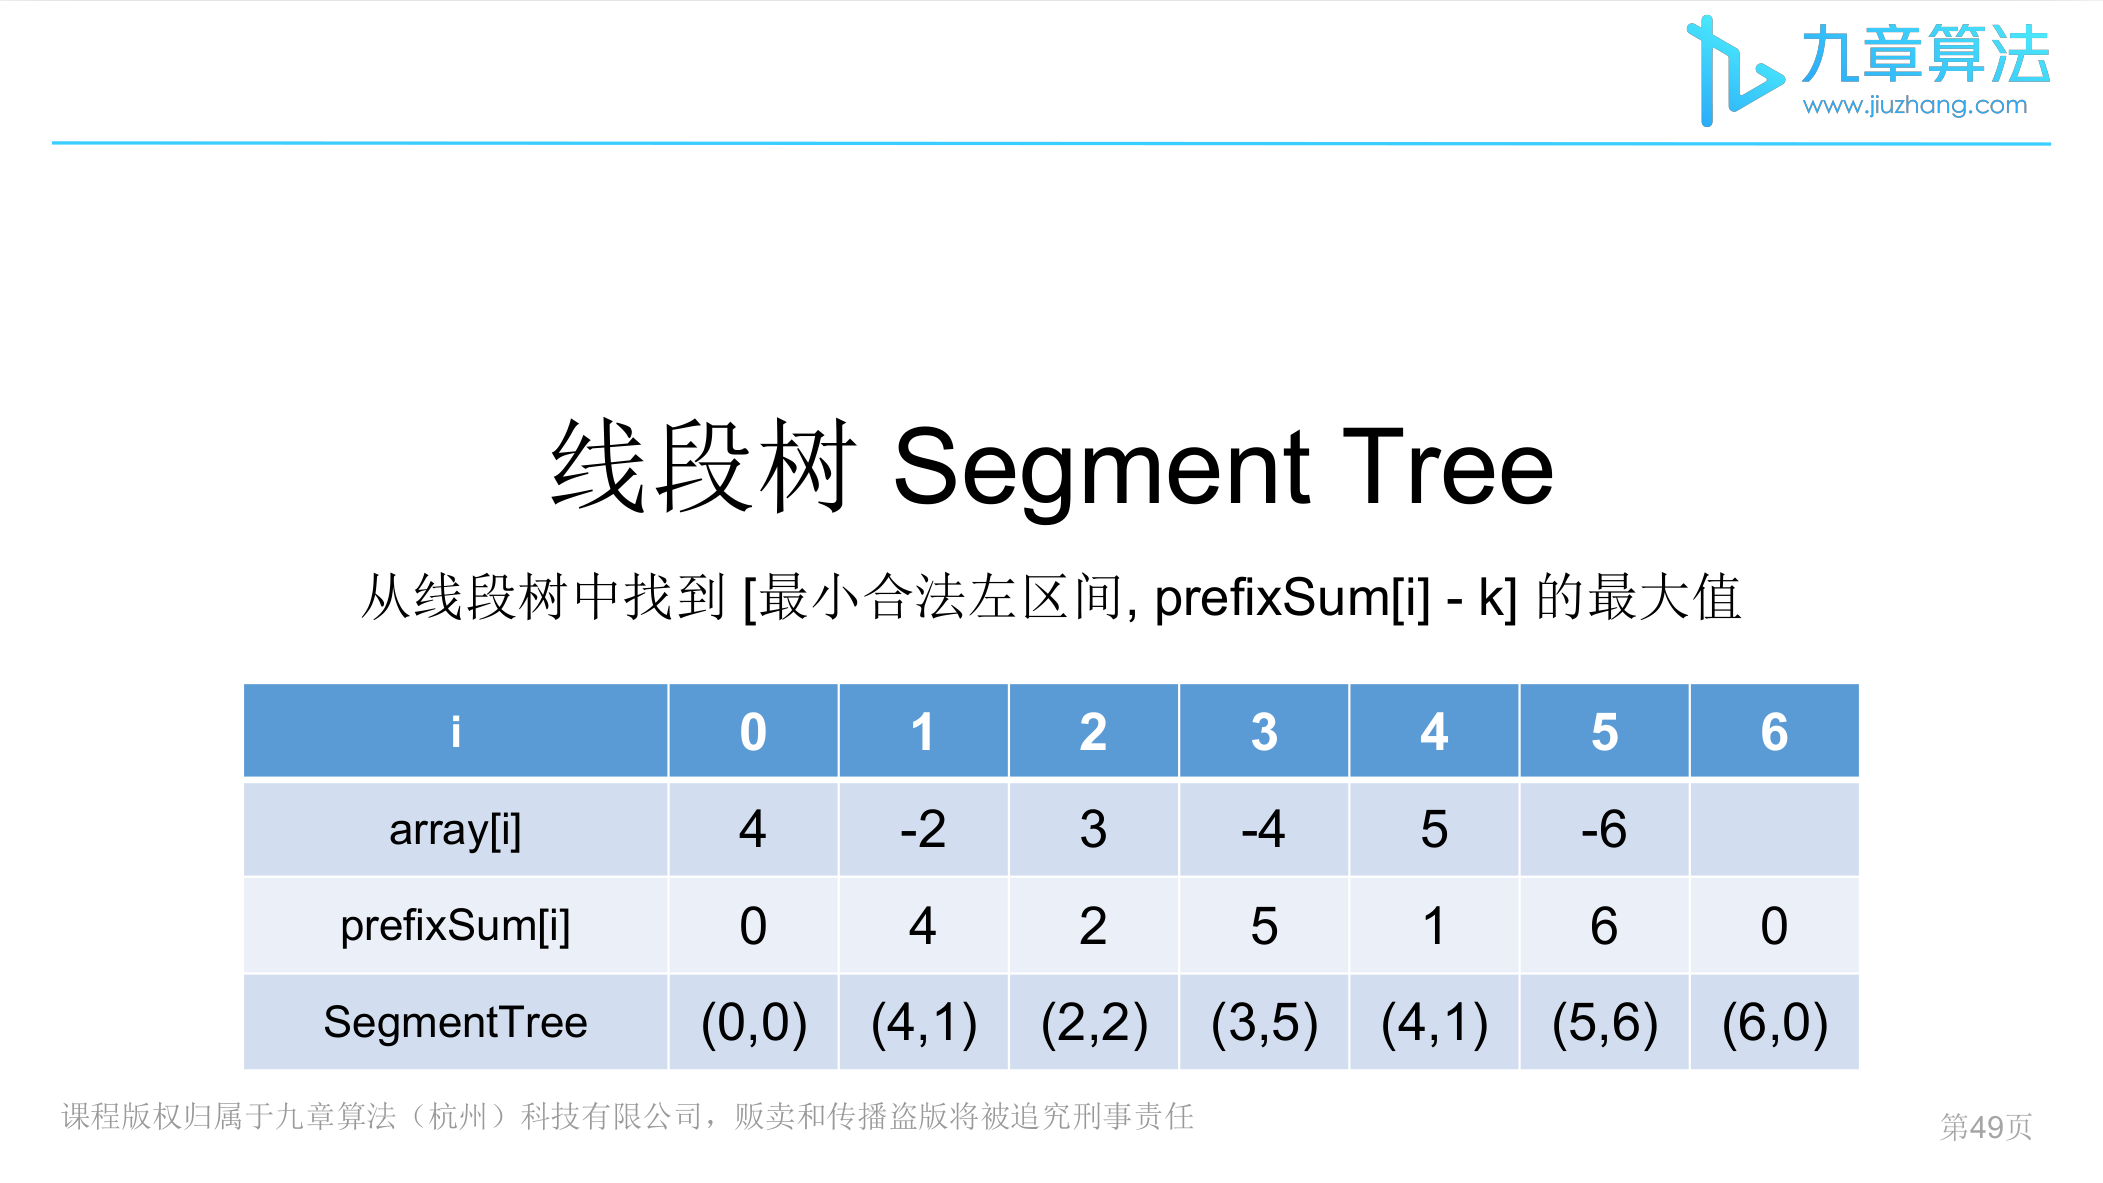 九章算法
www.jiuzhang.com
线段树 Segment Tree
从线段树中找到 [最小合法左区间, prefixSum[i] - k] 的最大值
i 0 1 2 3 4 5 6
array[i] 4 -2 3 -4 5 -6
prefixSum[i] 0 4 2 5 1 6 0
SegmentTree (0,0) (4,1) (2,2) (3,5) (4,1) (5,6) (6,0)
课程版权归属于九章算法（杭州）科技有限公司，贩卖和传播盗版将被追究刑事责任
第49页